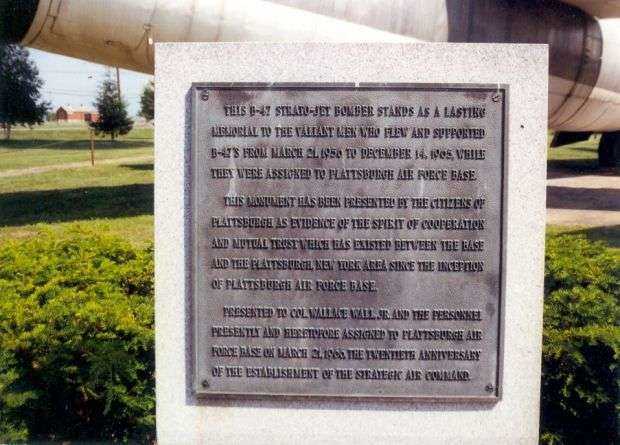 THIS B-47 STRATO-JET BOMBER STANDS AS A LASTING
MEMORIAL TO THE VALIANT MEN WHO FLEW AND SUPPORTED
B-47'S FROM MARCH 21, 1956 TO DECEMBER 14, 1965, WHILE
THEY WERE ASSIGNED TO PLATTSBURGH AIR FORCE BASE.
THIS MONUMENT HAS BEEN PRESENTED BY THE CITIZENS OF
PLATTSBURGH AS EVIDENCE OF THE SPIRIT OF COOPERATION
AND MUTUAL TRUST WHICH HAS EXISTED BETWEEN THE BASE
AND THE PLATTSBURGH, NEW YORK AREA SINCE THE INCEPTION
OF PLATTSBURGH AIR FORCE BASE.
PRESENTED TO COL. WALLACE WALL, JR. AND THE PERSONNEL
PRESENTLY AND HERETOFORE ASSIGNED TO PLATTSBURGH AIR
FORCE BASE ON MARCH 21, 1966, THE TWENTIETH ANNIVERSARY
OF THE ESTABLISHMENT OF THE STRATEGIC AIR COMMAND.